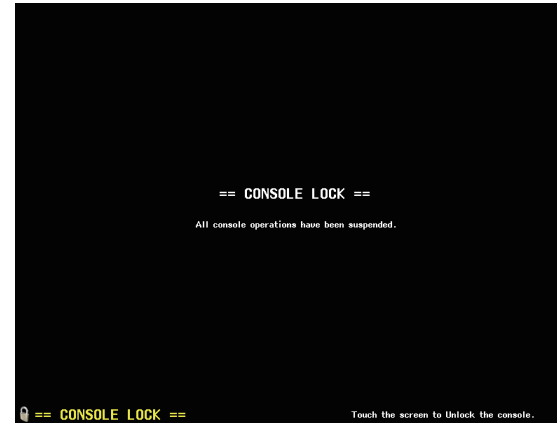 == CONSOLE LOCK ==
All console operations have been suspended.
== CONSOLE LOCK ==
Touch the screen to Unlock the console.